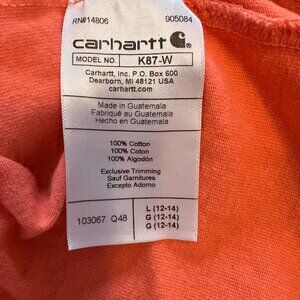 RN#14806 905084
carhartt
MODEL NO. K87-W
Carhartt, Inc. P.O. Box 600
Dearborn, MI 48121 USA
carhartt.com
Made in Guatemala
Fabriqué au Guatemala
Hecho en Guatemala
100% Cotton
100% Coton
100% Algodón
Exclusive Trimming
Sauf Garnitures
Excepto Adorno
103067 Q48
L (12-14)
G (12-14)
G (12-14)